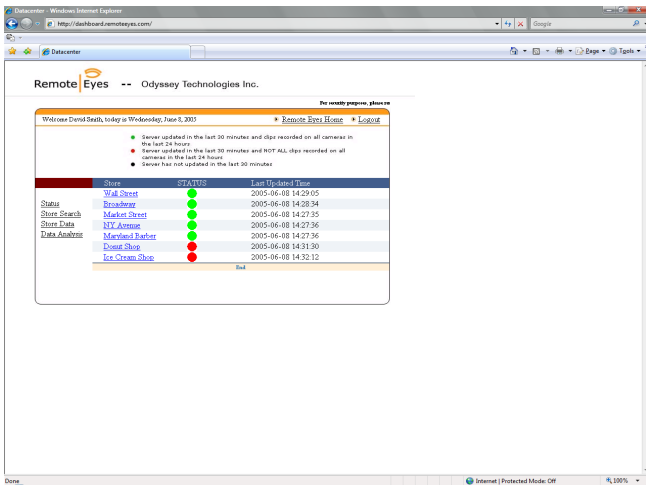 Datacenter - Windows Internet Explorer
http://dashboard.remoteeyes.com/
Google
Datacenter
Page
Tools
Remote Eyes -- Odyssey Technologies Inc.
For security purposes, please
Welcome David Smith, today is Wednesday, June 8, 2005
Remote Eyes Home
Logout
Server updated in the last 30 minutes and clips recorded on all cameras in
the last 24 hours
Server updated in the last 30 minutes and NOT ALL clips recorded on all
cameras in the last 24 hours
Server has not updated in the last 30 minutes
Status
Store Search
Store Data
Data Analysis
Store STATUS Last Updated Time
Wall Street 2005-06-08 14:29:05
Broadway 2005-06-08 14:28:34
Market Street 2005-06-08 14:27:35
NY Avenue 2005-06-08 14:27:36
Maryland Barber 2005-06-08 14:27:36
Donut Shop 2005-06-08 14:31:30
Ice Cream Shop 2005-06-08 14:32:12
End
Done
Internet | Protected Mode: Off
100%